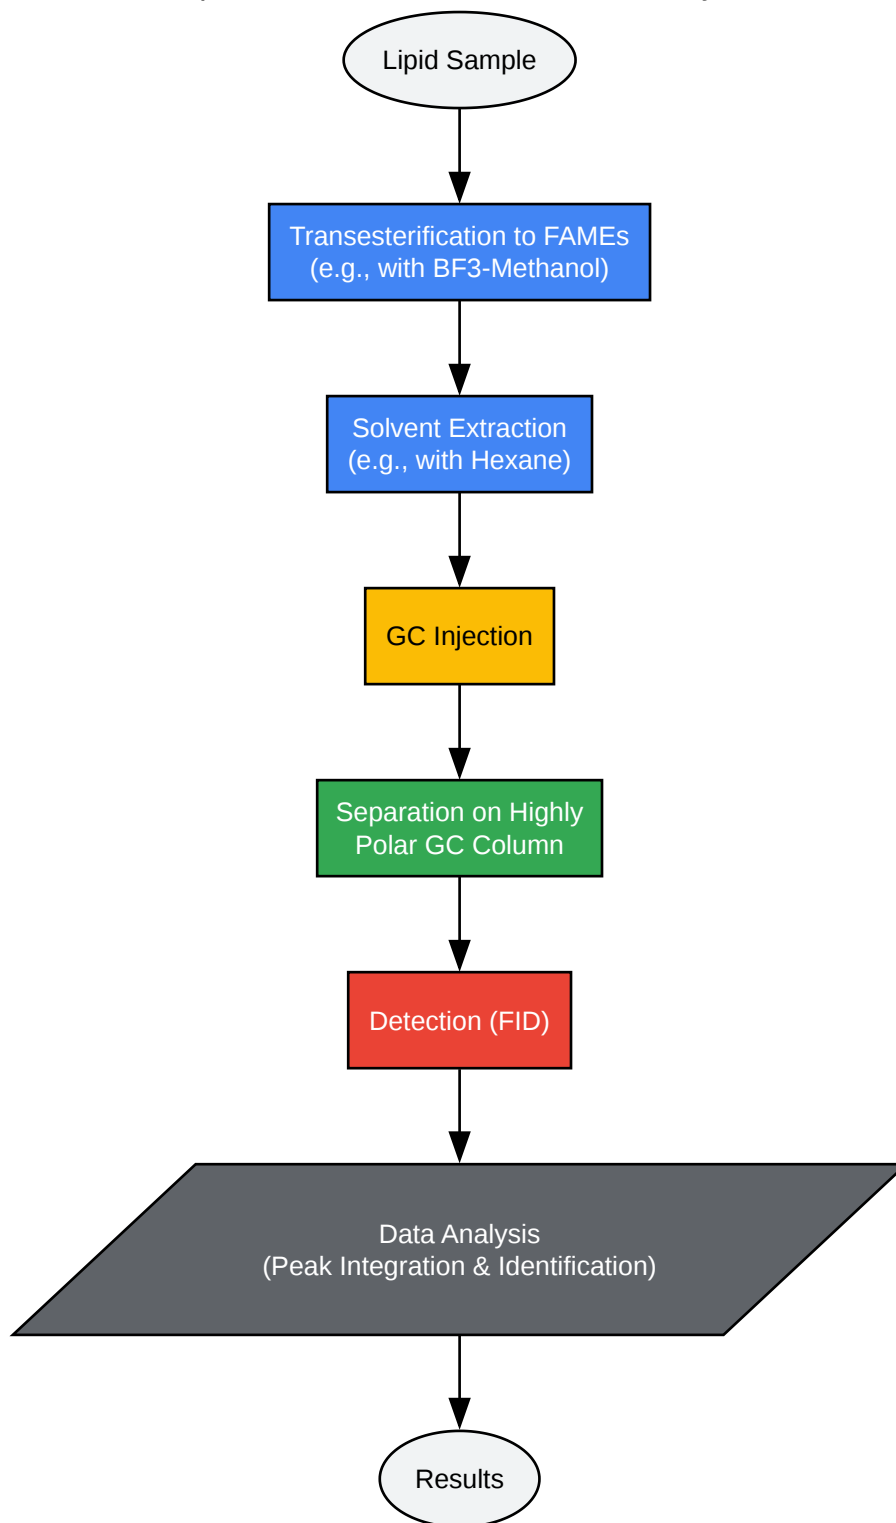 Lipid Sample
Transesterification to FAMEs
(e.g., with BF3-Methanol)
Solvent Extraction
(e.g., with Hexane)
GC Injection
Separation on Highly
Polar GC Column
Detection (FID)
Data Analysis
(Peak Integration & Identification)
Results